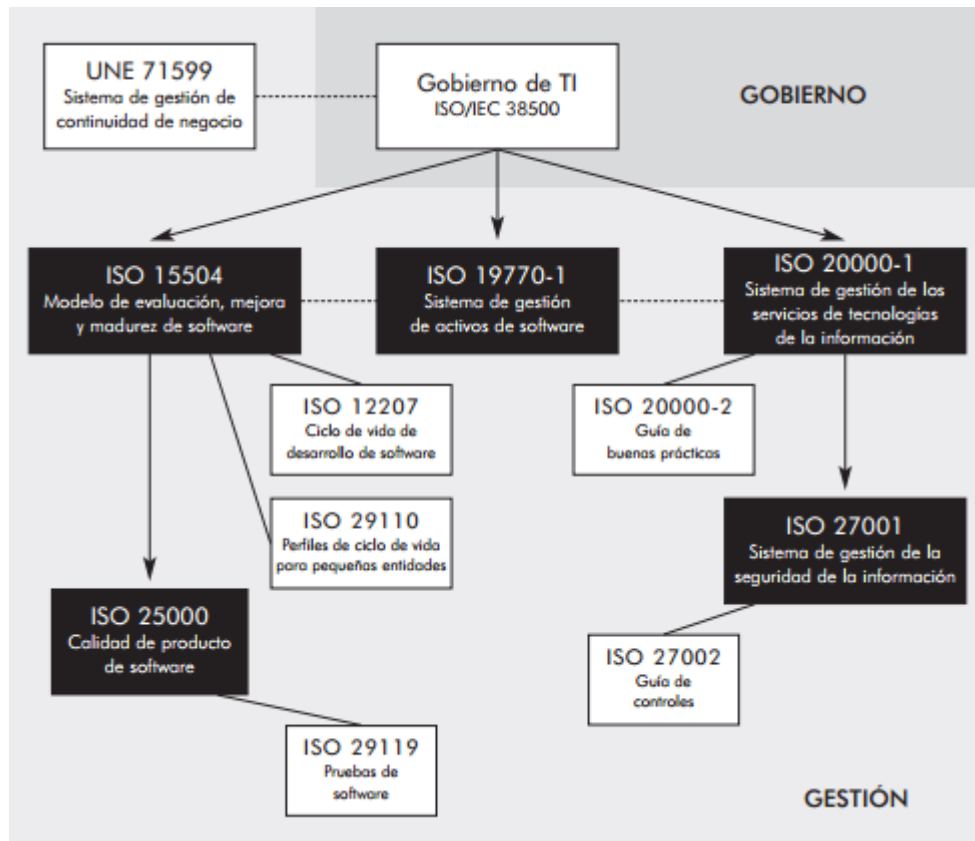 UNE 71599
Sistema de gestión de
continuidad de negocio
Gobierno de TI
ISO/IEC 38500
GOBIERNO
ISO 15504
Modelo de evaluación, mejora
y madurez de software
ISO 19770-1
Sistema de gestión
de activos de software
ISO 20000-1
Sistema de gestión de los
servicios de tecnologías
de la información
ISO 12207
Ciclo de vida de
desarrollo de software
ISO 20000-2
Guía de
buenas prácticas
ISO 29110
Perfiles de ciclo de vida
para pequeñas entidades
ISO 27001
Sistema de gestión de la
seguridad de la información
ISO 25000
Calidad de producto
de software
ISO 27002
Guía de
controles
ISO 29119
Pruebas de
software
GESTIÓN